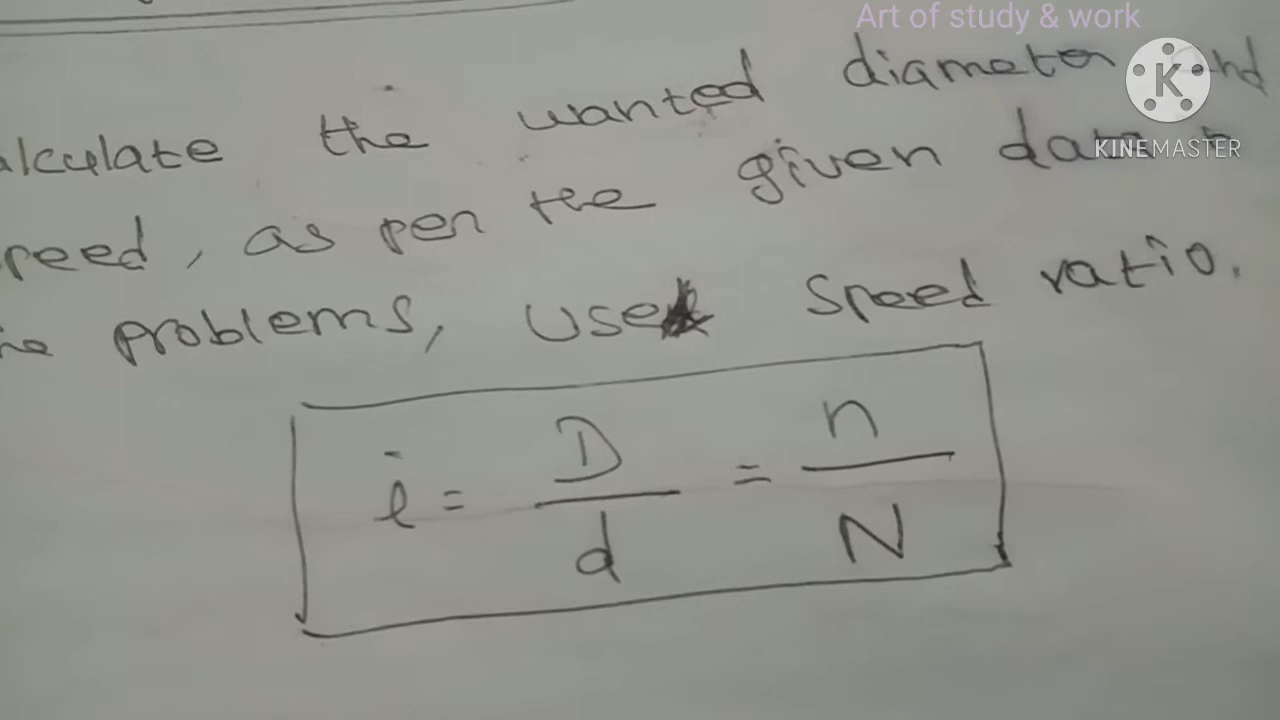 Art of study & work
K
KINEMASTER
alculate the wanted diameter and
peed, as per the given data
he problems, use speed ratio.
i = D/d = n/N